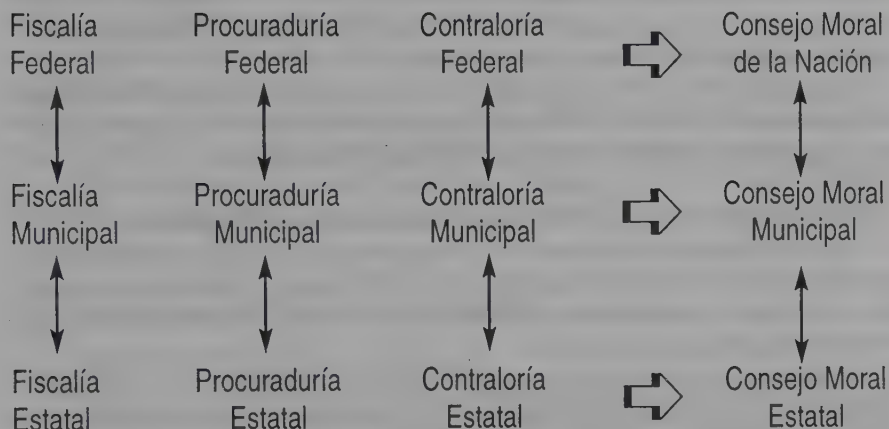 Fiscalía
Federal
Procuraduría
Federal
Contraloría
Federal
Consejo Moral
de la Nación
Fiscalía
Municipal
Procuraduría
Municipal
Contraloría
Municipal
Consejo Moral
Municipal
Fiscalía
Estatal
Procuraduría
Estatal
Contraloría
Estatal
Consejo Moral
Estatal